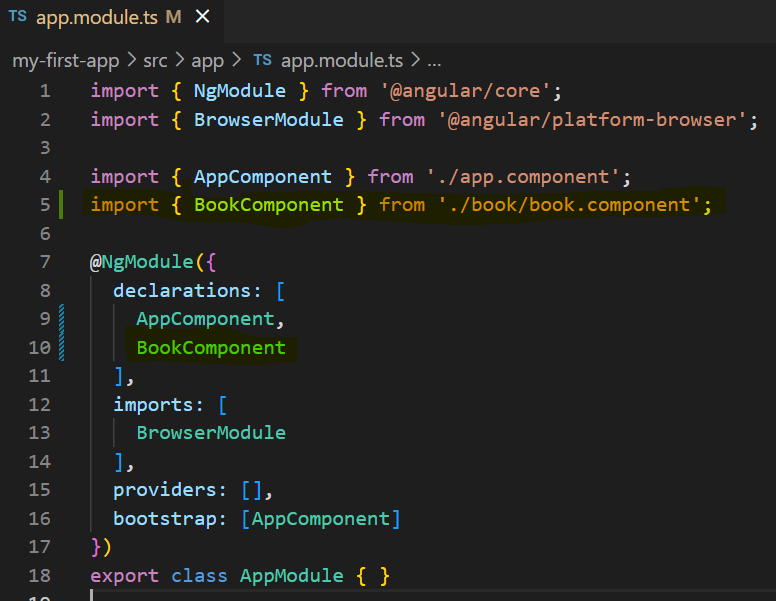 TS app.module.ts M ✕
my-first-app > src > app > TS app.module.ts > ...
1 import { NgModule } from '@angular/core';
2 import { BrowserModule } from '@angular/platform-browser';
3
4 import { AppComponent } from './app.component';
5 import { BookComponent } from './book/book.component';
6
7 @NgModule({
8   declarations: [
9     AppComponent,
10     BookComponent
11   ],
12   imports: [
13     BrowserModule
14   ],
15   providers: [],
16   bootstrap: [AppComponent]
17 })
18 export class AppModule { }
19